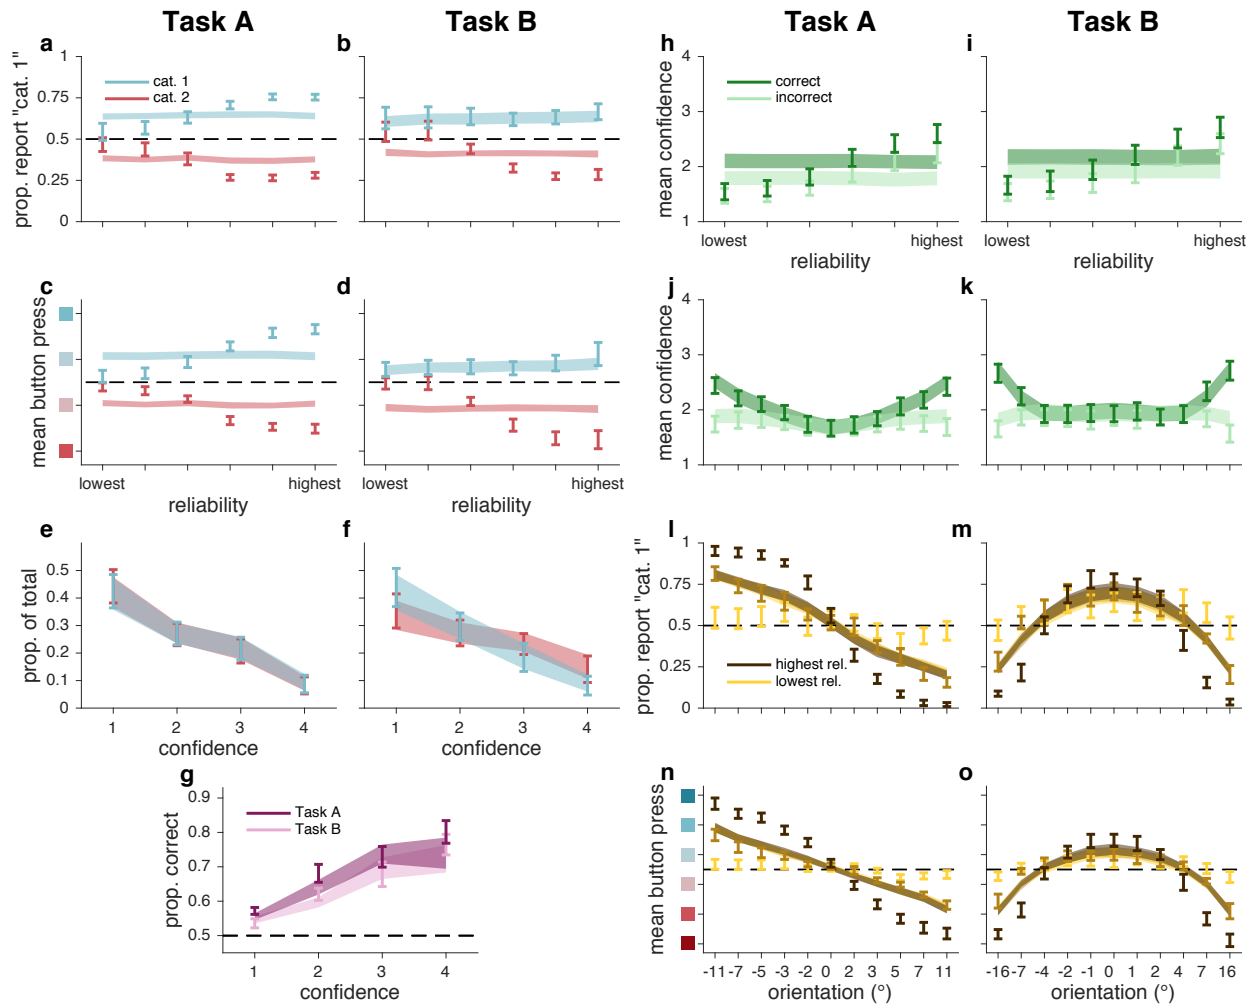 Task A
Task B
Task A
Task B
a
b
h
i
prop. report "cat. 1"
1
0.75
0.5
0.25
0
cat. 1
cat. 2
mean confidence
4
3
2
1
correct
incorrect
lowest
highest
lowest
highest
reliability
c
d
j
k
mean button press
lowest
highest
lowest
highest
reliability
mean confidence
4
3
2
1
e
f
l
m
prop. of total
0.5
0.4
0.3
0.2
0.1
0
1
2
3
4
1
2
3
4
confidence
confidence
prop. report "cat. 1"
1
0.75
0.5
0.25
0
highest rel.
lowest rel.
g
n
o
prop. correct
0.9
0.8
0.7
0.6
0.5
Task A
Task B
1
2
3
4
confidence
mean button press
-11
-7
-5
-3
-2
0
2
3
5
7
11
orientation (°)
-16
-7
-4
-2
-1
0
1
2
4
7
16
orientation (°)